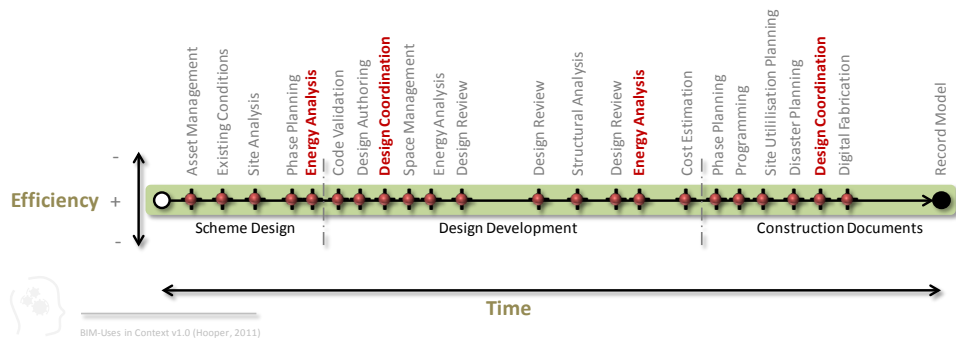 Asset Management
Existing Conditions
Site Analysis
Phase Planning
Energy Analysis
Code Validation
Design Authoring
Design Coordination
Space Management
Energy Analysis
Design Review
Design Review
Structural Analysis
Design Review
Energy Analysis
Cost Estimation
Phase Planning
Programming
Site Utililisation Planning
Disaster Planning
Design Coordination
Digital Fabrication
Record Model
-
Efficiency +
-
Scheme Design
Design Development
Construction Documents
Time
BIM-Uses in Context v1.0 (Hooper, 2011)